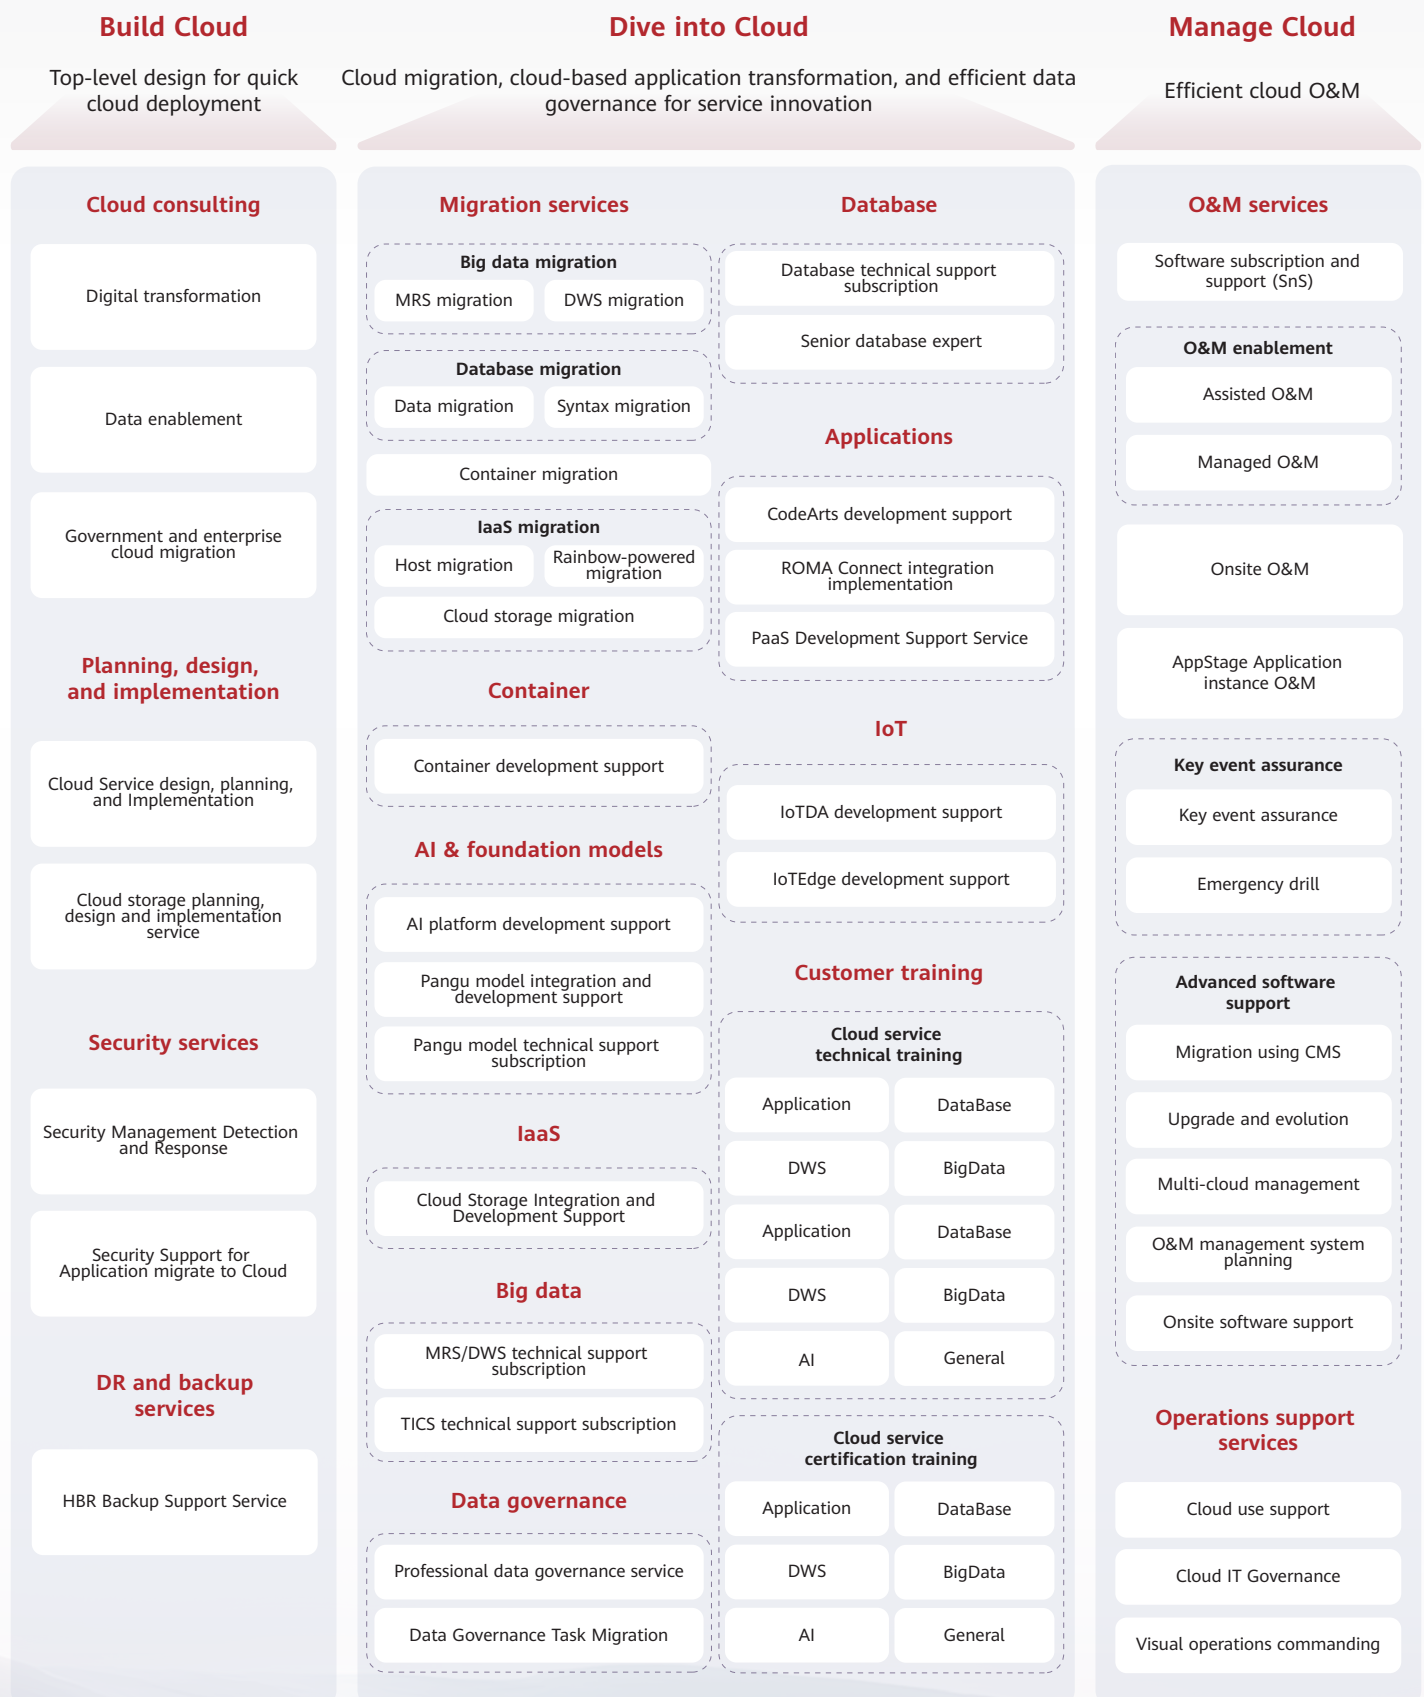 Build Cloud
Top-level design for quick
cloud deployment
Cloud consulting
Digital transformation
Data enablement
Government and enterprise
cloud migration
Planning, design,
and implementation
Cloud Service design, planning,
and Implementation
Cloud storage planning,
design and implementation
service
Security services
Security Management Detection
and Response
Security Support for
Application migrate to Cloud
DR and backup
services
HBR Backup Support Service
Dive into Cloud
Cloud migration, cloud-based application transformation, and efficient data
governance for service innovation
Migration services
Big data migration
MRS migration
DWS migration
Database migration
Data migration
Syntax migration
Container migration
IaaS migration
Host migration
Rainbow-powered
migration
Cloud storage migration
Container
Container development support
AI & foundation models
AI platform development support
Pangu model integration and
development support
Pangu model technical support
subscription
IaaS
Cloud Storage Integration and
Development Support
Big data
MRS/DWS technical support
subscription
TICS technical support subscription
Data governance
Professional data governance service
Data Governance Task Migration
Database
Database technical support
subscription
Senior database expert
Applications
CodeArts development support
ROMA Connect integration
implementation
PaaS Development Support Service
IoT
IoTDA development support
IoTEdge development support
Customer training
Cloud service
technical training
Application
DataBase
DWS
BigData
Application
DataBase
DWS
BigData
AI
General
Cloud service
certification training
Application
DataBase
DWS
BigData
AI
General
Manage Cloud
Efficient cloud O&M
O&M services
Software subscription and
support (SnS)
O&M enablement
Assisted O&M
Managed O&M
Onsite O&M
AppStage Application
instance O&M
Key event assurance
Key event assurance
Emergency drill
Advanced software
support
Migration using CMS
Upgrade and evolution
Multi-cloud management
O&M management system
planning
Onsite software support
Operations support
services
Cloud use support
Cloud IT Governance
Visual operations commanding